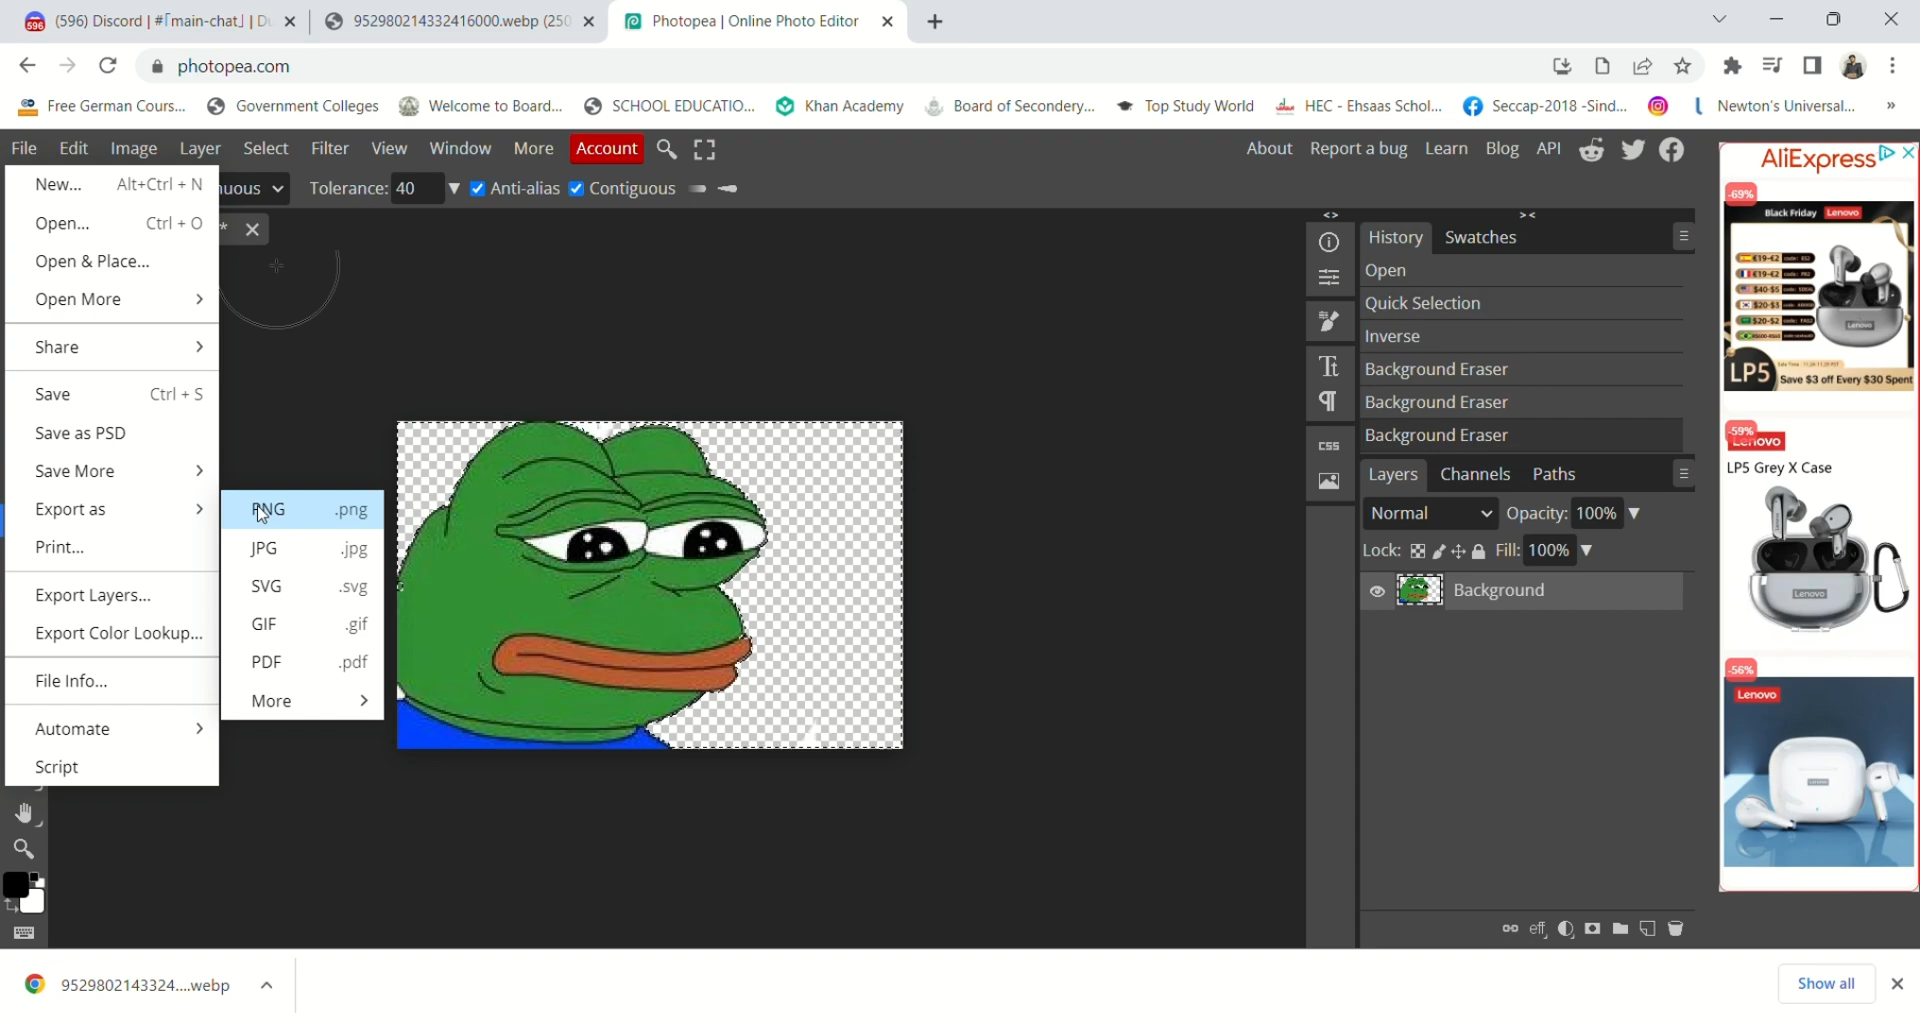 (596) Discord | #「main-chat」 | D
952980214332416000.webp (250
Photopea | Online Photo Editor
photopea.com
Free German Cours...
Government Colleges
Welcome to Board...
SCHOOL EDUCATIO...
Khan Academy
Board of Secondery...
Top Study World
HEC - Ehsaas Schol...
Seccap-2018 -Sind...
Newton's Universal...
»
File Edit Image Layer Select Filter View Window More Account
About Report a bug Learn Blog API
uous Tolerance: 40 Anti-alias Contiguous
New... Alt+Ctrl + N
Open... Ctrl + O
Open & Place...
Open More >
Share >
Save Ctrl + S
Save as PSD
Save More >
Export as >
Print...
Export Layers...
Export Color Lookup...
File Info...
Automate >
Script
PNG .png
JPG .jpg
SVG .svg
GIF .gif
PDF .pdf
More >
<>
><
CSS
History Swatches
Open
Quick Selection
Inverse
Background Eraser
Background Eraser
Background Eraser
Layers Channels Paths
Normal Opacity: 100%
Lock: Fill: 100%
Background
eff
AliExpress
-69%
Black Friday Lenovo
Lenovo
LP5 Save $3 off Every $30 Spent
-59%
Lenovo
LP5 Grey X Case
Lenovo
-56%
Lenovo
9529802143324....webp
Show all